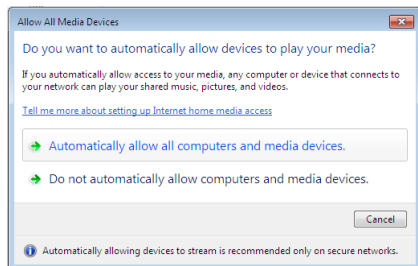 Allow All Media Devices
Do you want to automatically allow devices to play your media?
If you automatically allow access to your media, any computer or device that connects to
your network can play your shared music, pictures, and videos.
Tell me more about setting up Internet home media access
Automatically allow all computers and media devices.
Do not automatically allow computers and media devices.
Cancel
Automatically allowing devices to stream is recommended only on secure networks.